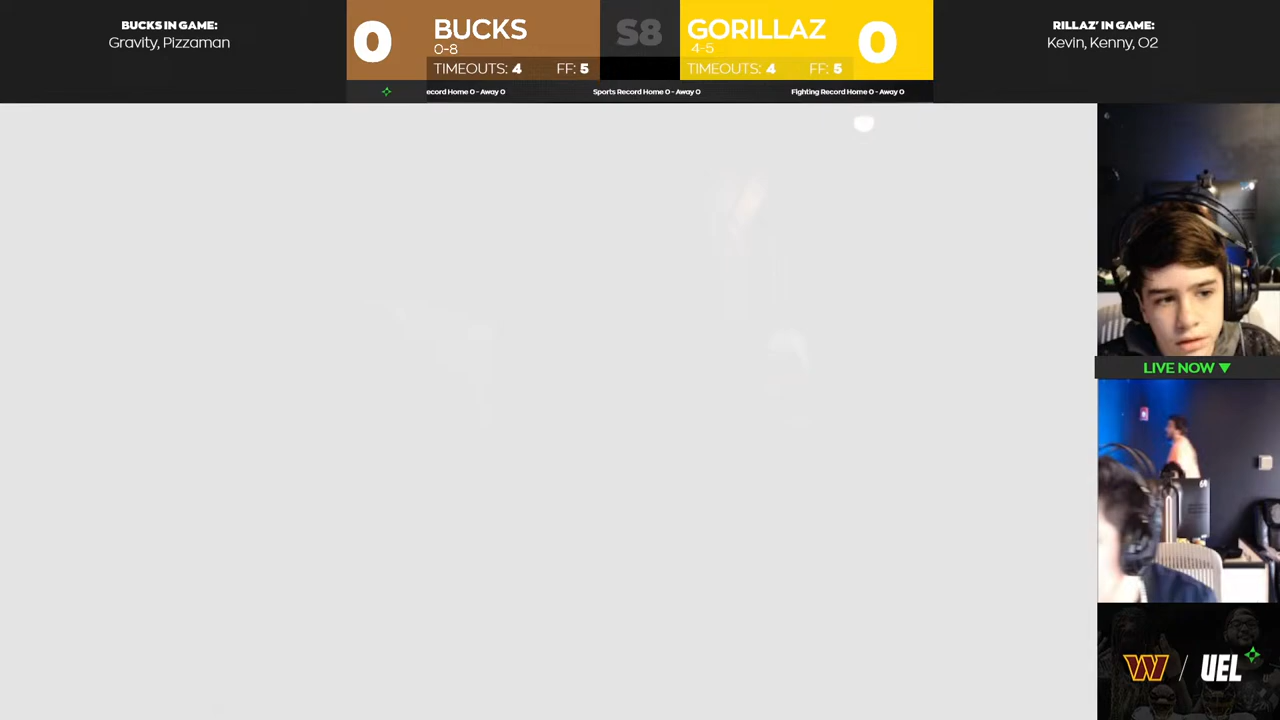 BUCKS IN GAME:
Gravity, Pizzaman
0
BUCKS
0-8
TIMEOUTS: 4 FF: 5
S8
GORILLAZ
4-5
TIMEOUTS: 4 FF: 5
0
RILLAZ' IN GAME:
Kevin, Kenny, O2
ecord Home 0 - Away 0
Sports Record Home 0 - Away 0
Fighting Record Home 0 - Away 0
LIVE NOW
W / UEL